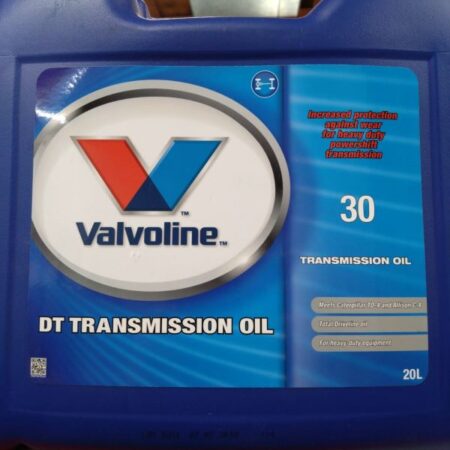 Increased protection
against wear
for heavy duty
powershift
transmission
Valvoline™
30
TRANSMISSION OIL
DT TRANSMISSION OIL
Meets Caterpillar TO-4 and Allison C-4
Total Driveline oil
For heavy-duty equipment
20L